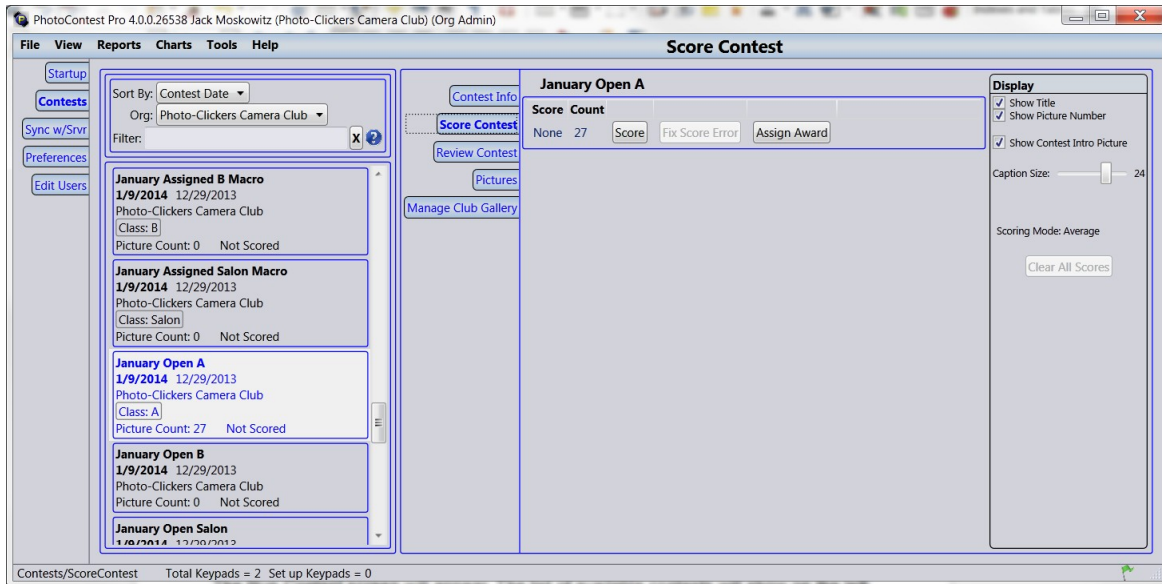 PhotoContest Pro 4.0.0.26538 Jack Moskowitz (Photo-Clickers Camera Club) (Org Admin)
File View Reports Charts Tools Help
Score Contest
Startup
Contests
Sync w/Srvr
Preferences
Edit Users
Sort By: Contest Date
Org: Photo-Clickers Camera Club
Filter:
X ?
January Assigned B Macro
1/9/2014 12/29/2013
Photo-Clickers Camera Club
Class: B
Picture Count: 0 Not Scored
January Assigned Salon Macro
1/9/2014 12/29/2013
Photo-Clickers Camera Club
Class: Salon
Picture Count: 0 Not Scored
January Open A
1/9/2014 12/29/2013
Photo-Clickers Camera Club
Class: A
Picture Count: 27 Not Scored
January Open B
1/9/2014 12/29/2013
Photo-Clickers Camera Club
Picture Count: 0 Not Scored
January Open Salon
1/9/2014 12/29/2013
Contest Info
Score Contest
Review Contest
Pictures
Manage Club Gallery
January Open A
Score Count
None 27 Score Fix Score Error Assign Award
Display
Show Title
Show Picture Number
Show Contest Intro Picture
Caption Size: 24
Scoring Mode: Average
Clear All Scores
Contests/ScoreContest Total Keypads = 2 Set up Keypads = 0